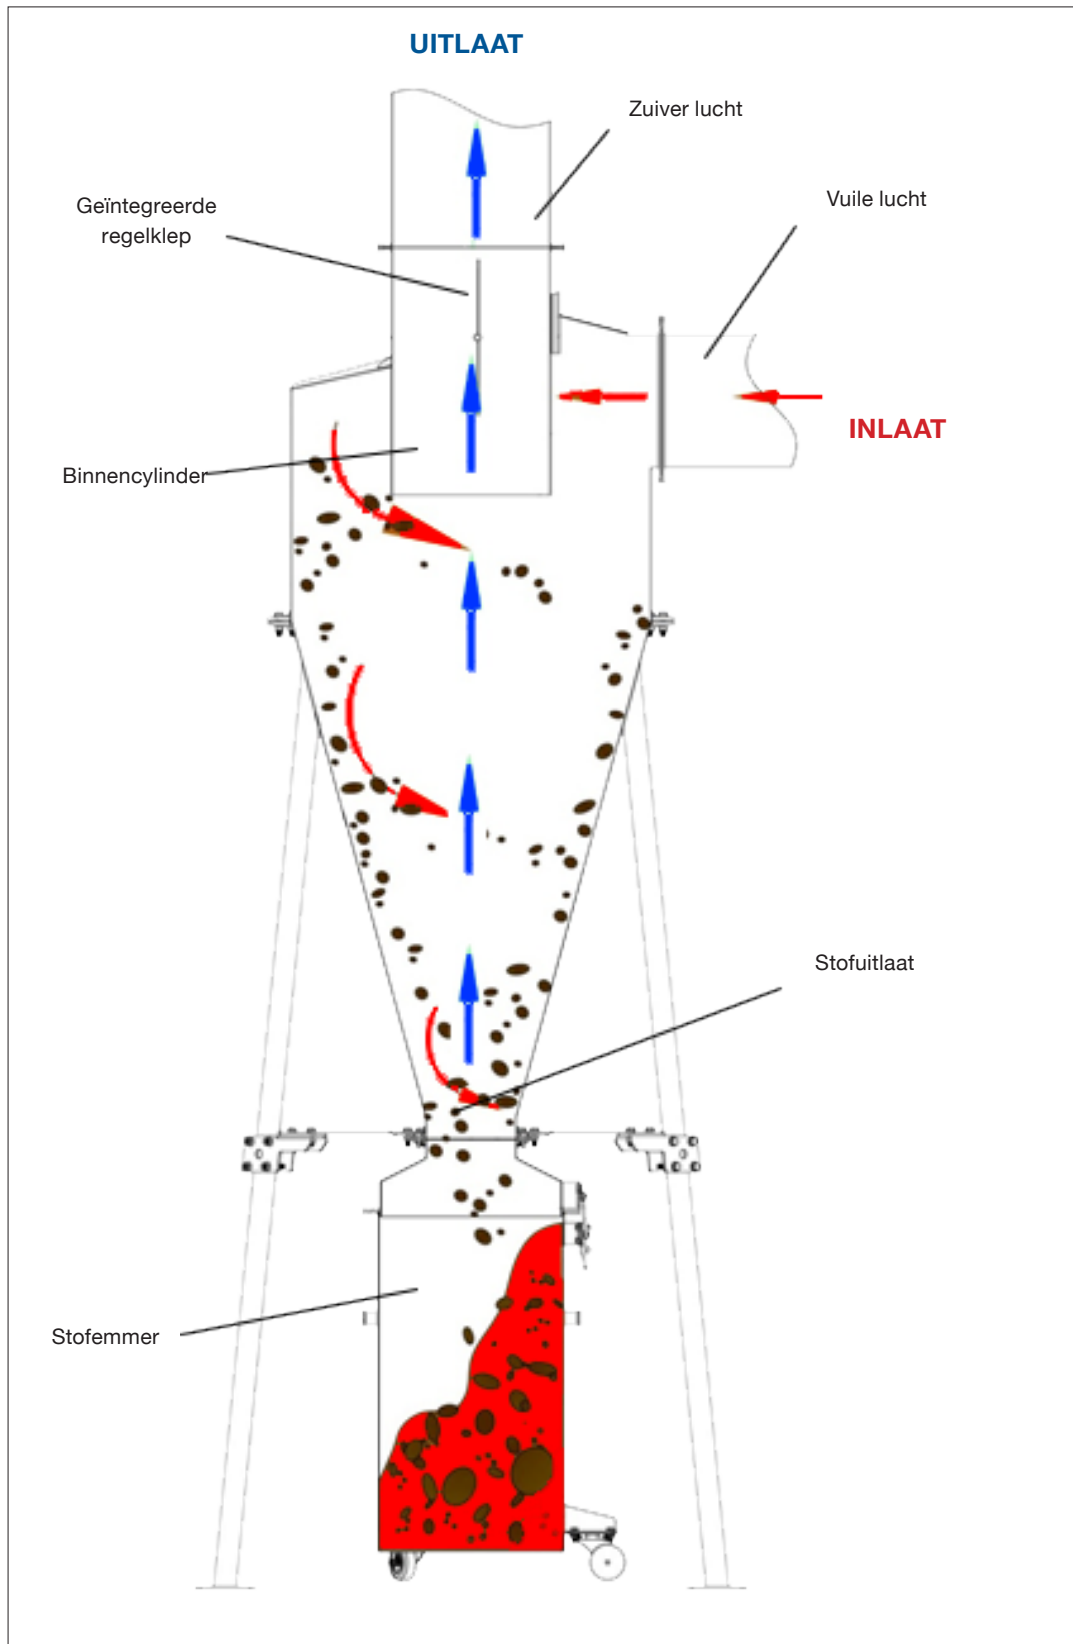 UITLAAT
Zuiver lucht
Vuile lucht
Geïntegreerde
regelklep
INLAAT
Binnencylinder
Stofuitlaat
Stofemmer